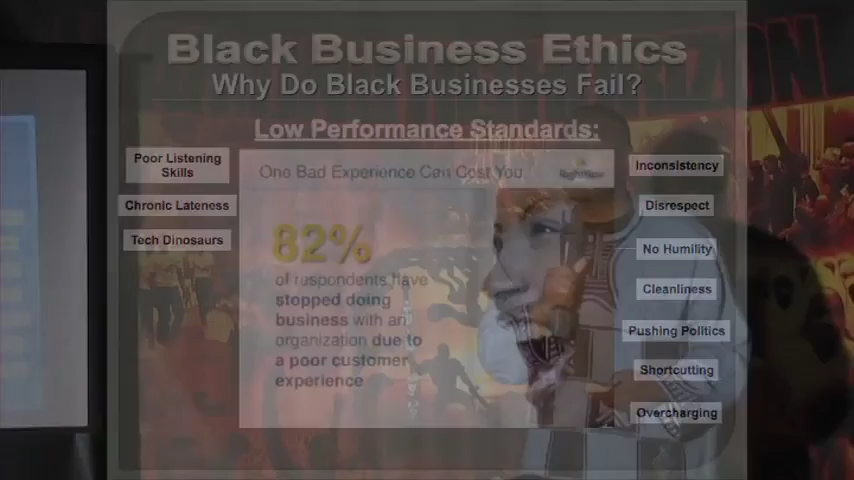 Black Business Ethics
Why Do Black Businesses Fail?
Low Performance Standards:
Poor Listening
Skills
Chronic Lateness
Tech Dinosaurs
One Bad Experience Can Cost You
RightNow
82%
of respondents have
stopped doing
business with an
organization due to
a poor customer
experience
Inconsistency
Disrespect
No Humility
Cleanliness
Pushing Politics
Shortcutting
Overcharging